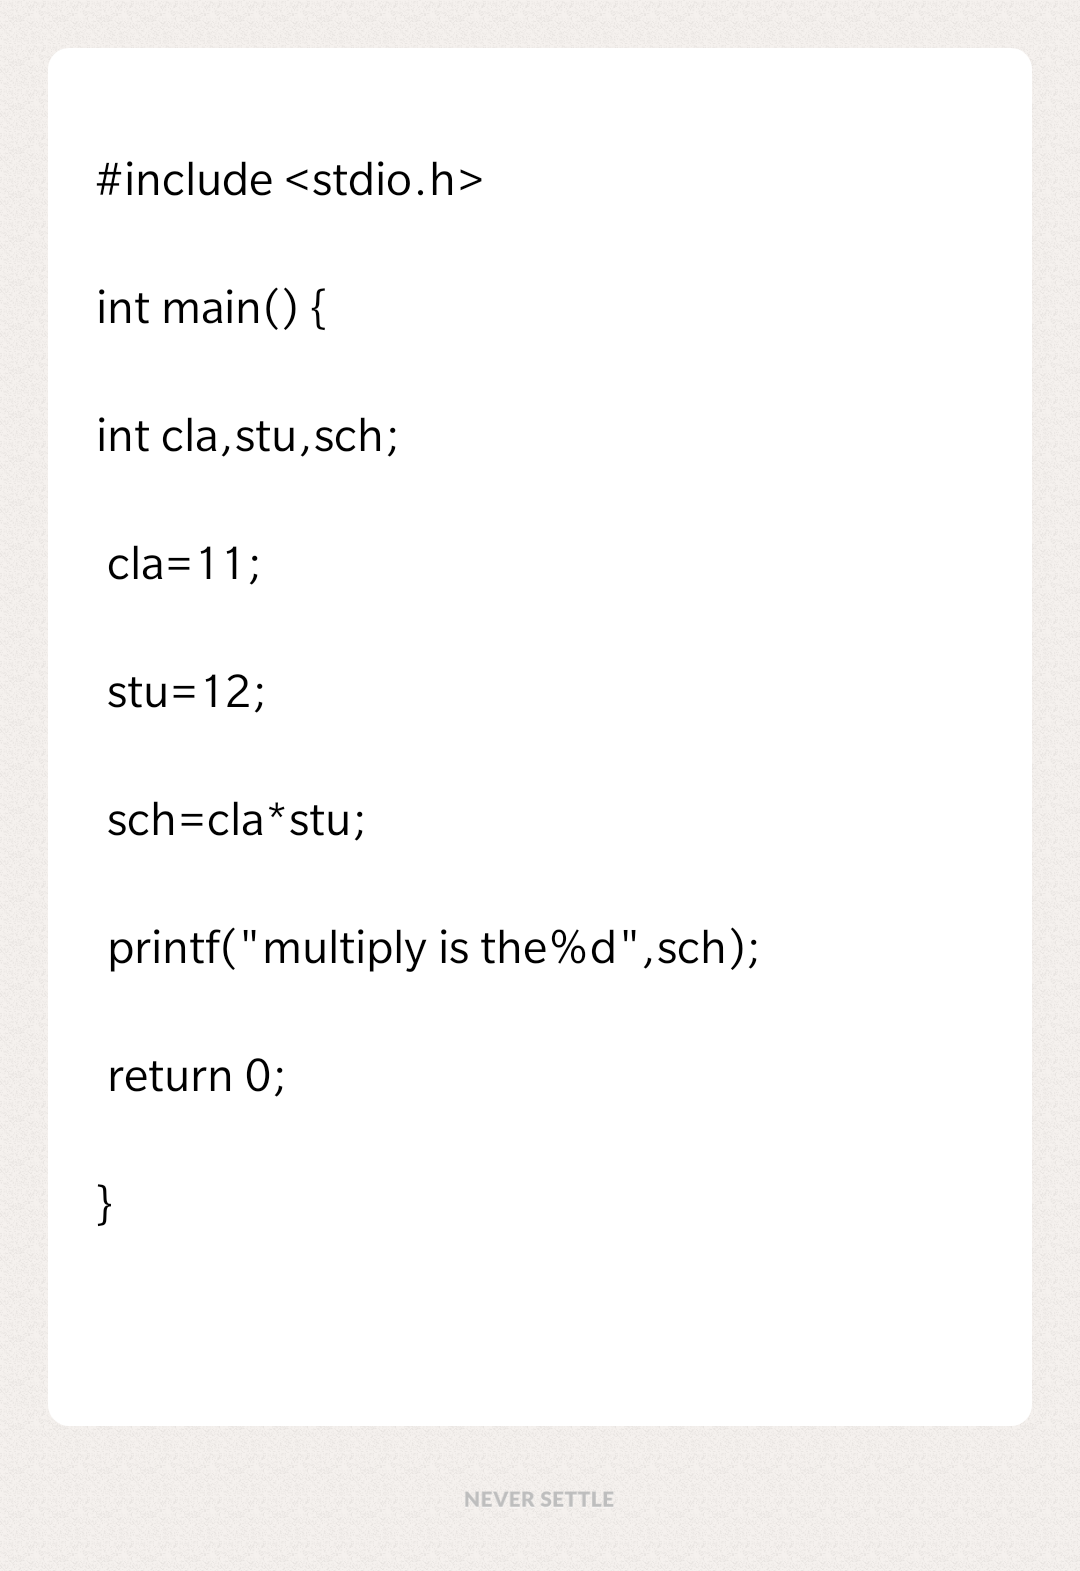 #include <stdio.h>
int main() {
int cla,stu,sch;
cla=11;
stu=12;
sch=cla*stu;
printf("multiply is the%d",sch);
return 0;
}
NEVER SETTLE